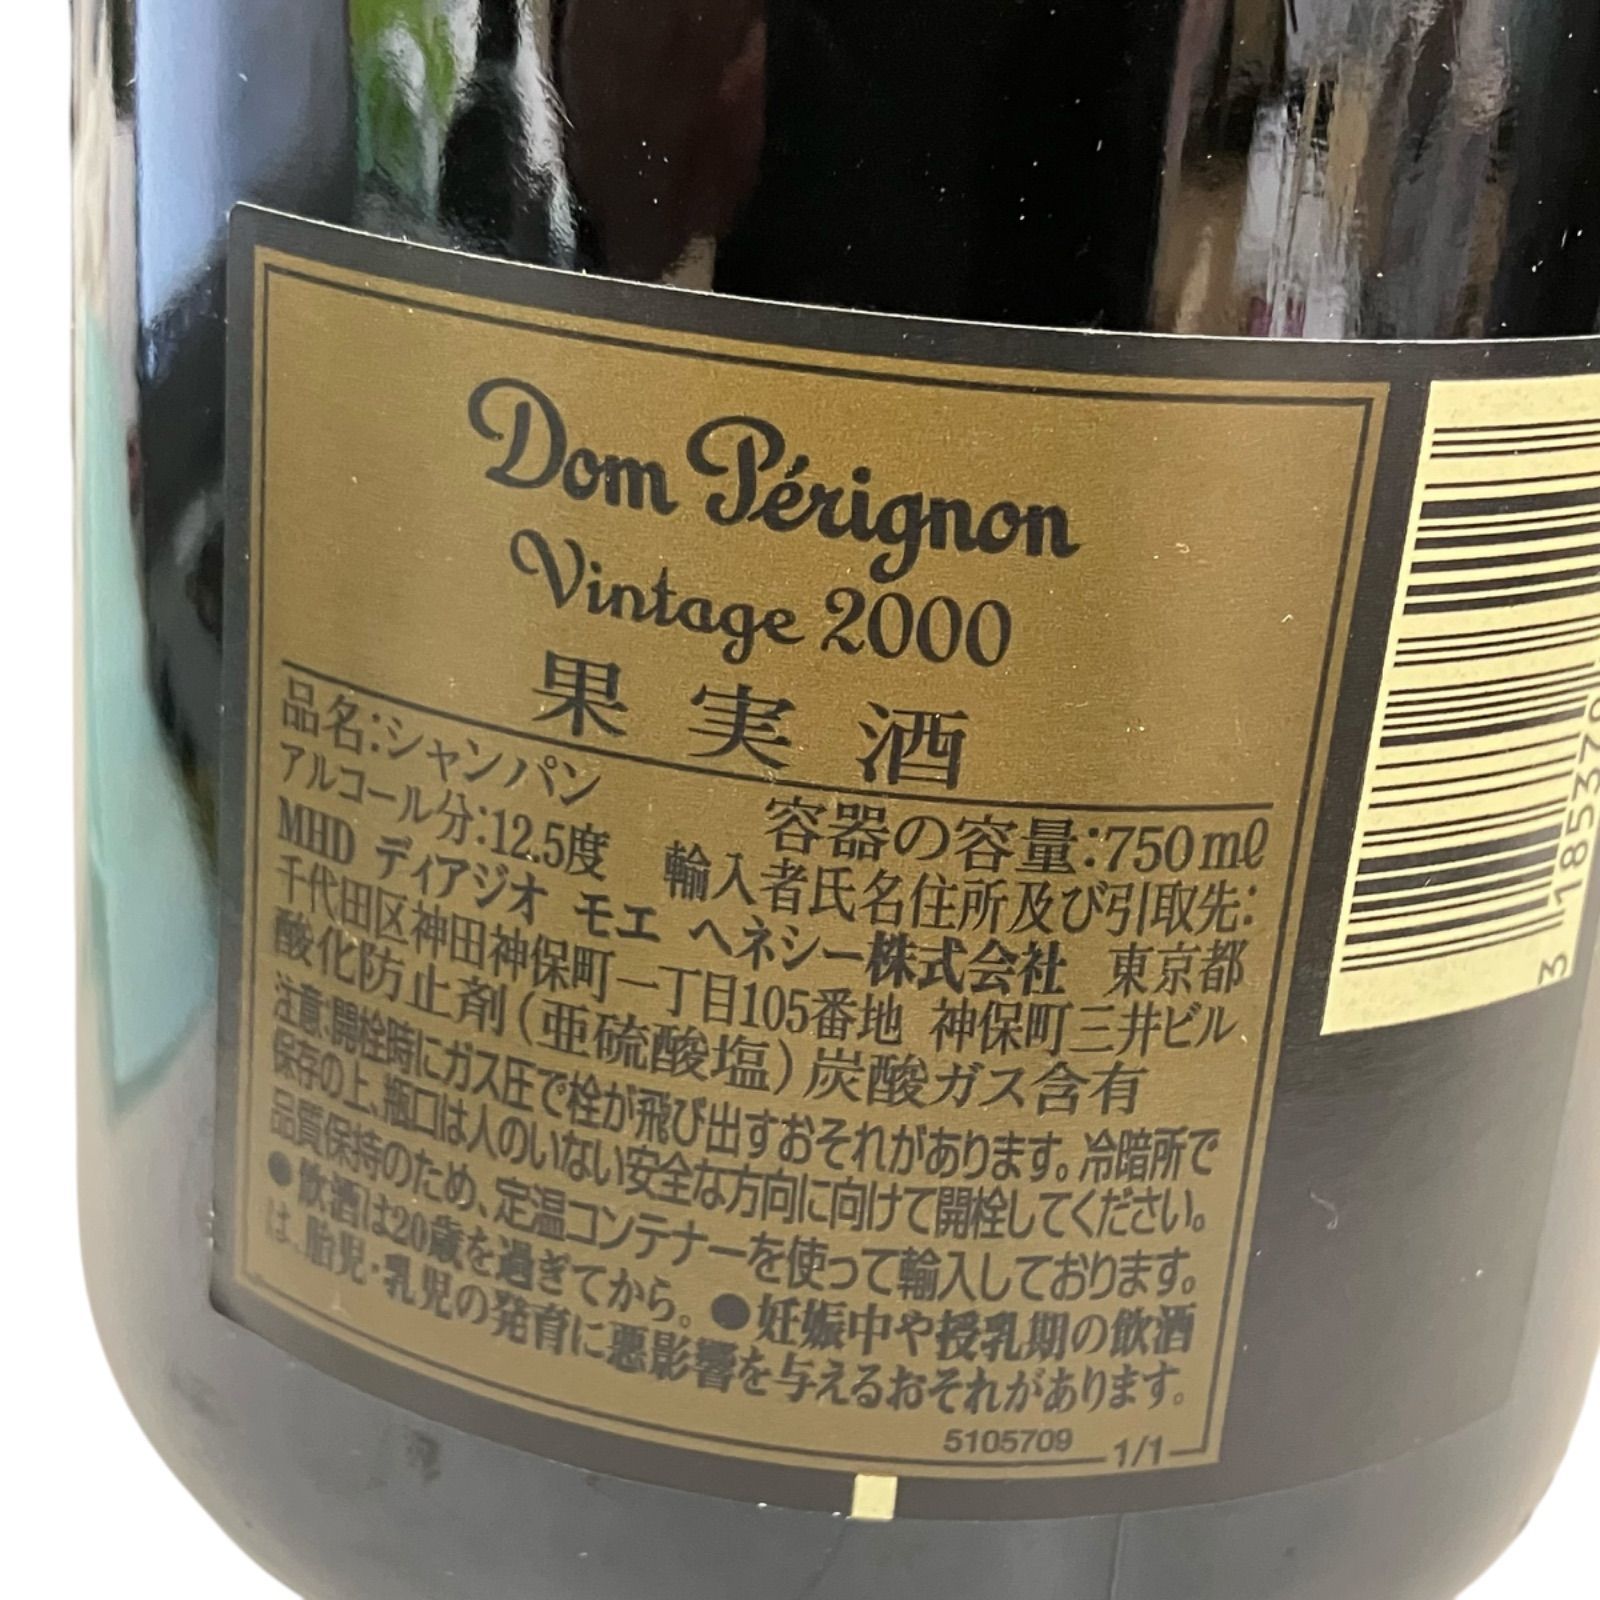 Dom Pérignon
Vintage 2000
果実酒
品名:シャンパン 容器の容量:750mℓ
アルコール分:12.5度 輸入者氏名住所及び引取先:
MHD ディアジオ モエ ヘネシー株式会社 東京都
千代田区神田神保町一丁目105番地 神保町三井ビル
酸化防止剤(亜硫酸塩)炭酸ガス含有
注意:開栓時にガス圧で栓が飛び出すおそれがあります。冷暗所で
保存の上、瓶口は人のいない安全な方向に向けて開栓してください。
品質保持のため、定温コンテナーを使って輸入しております。
●飲酒は20歳を過ぎてから。●妊娠中や授乳期の飲酒
は、胎児・乳児の発育に悪影響を与えるおそれがあります。
5105709 1/1
3 185370